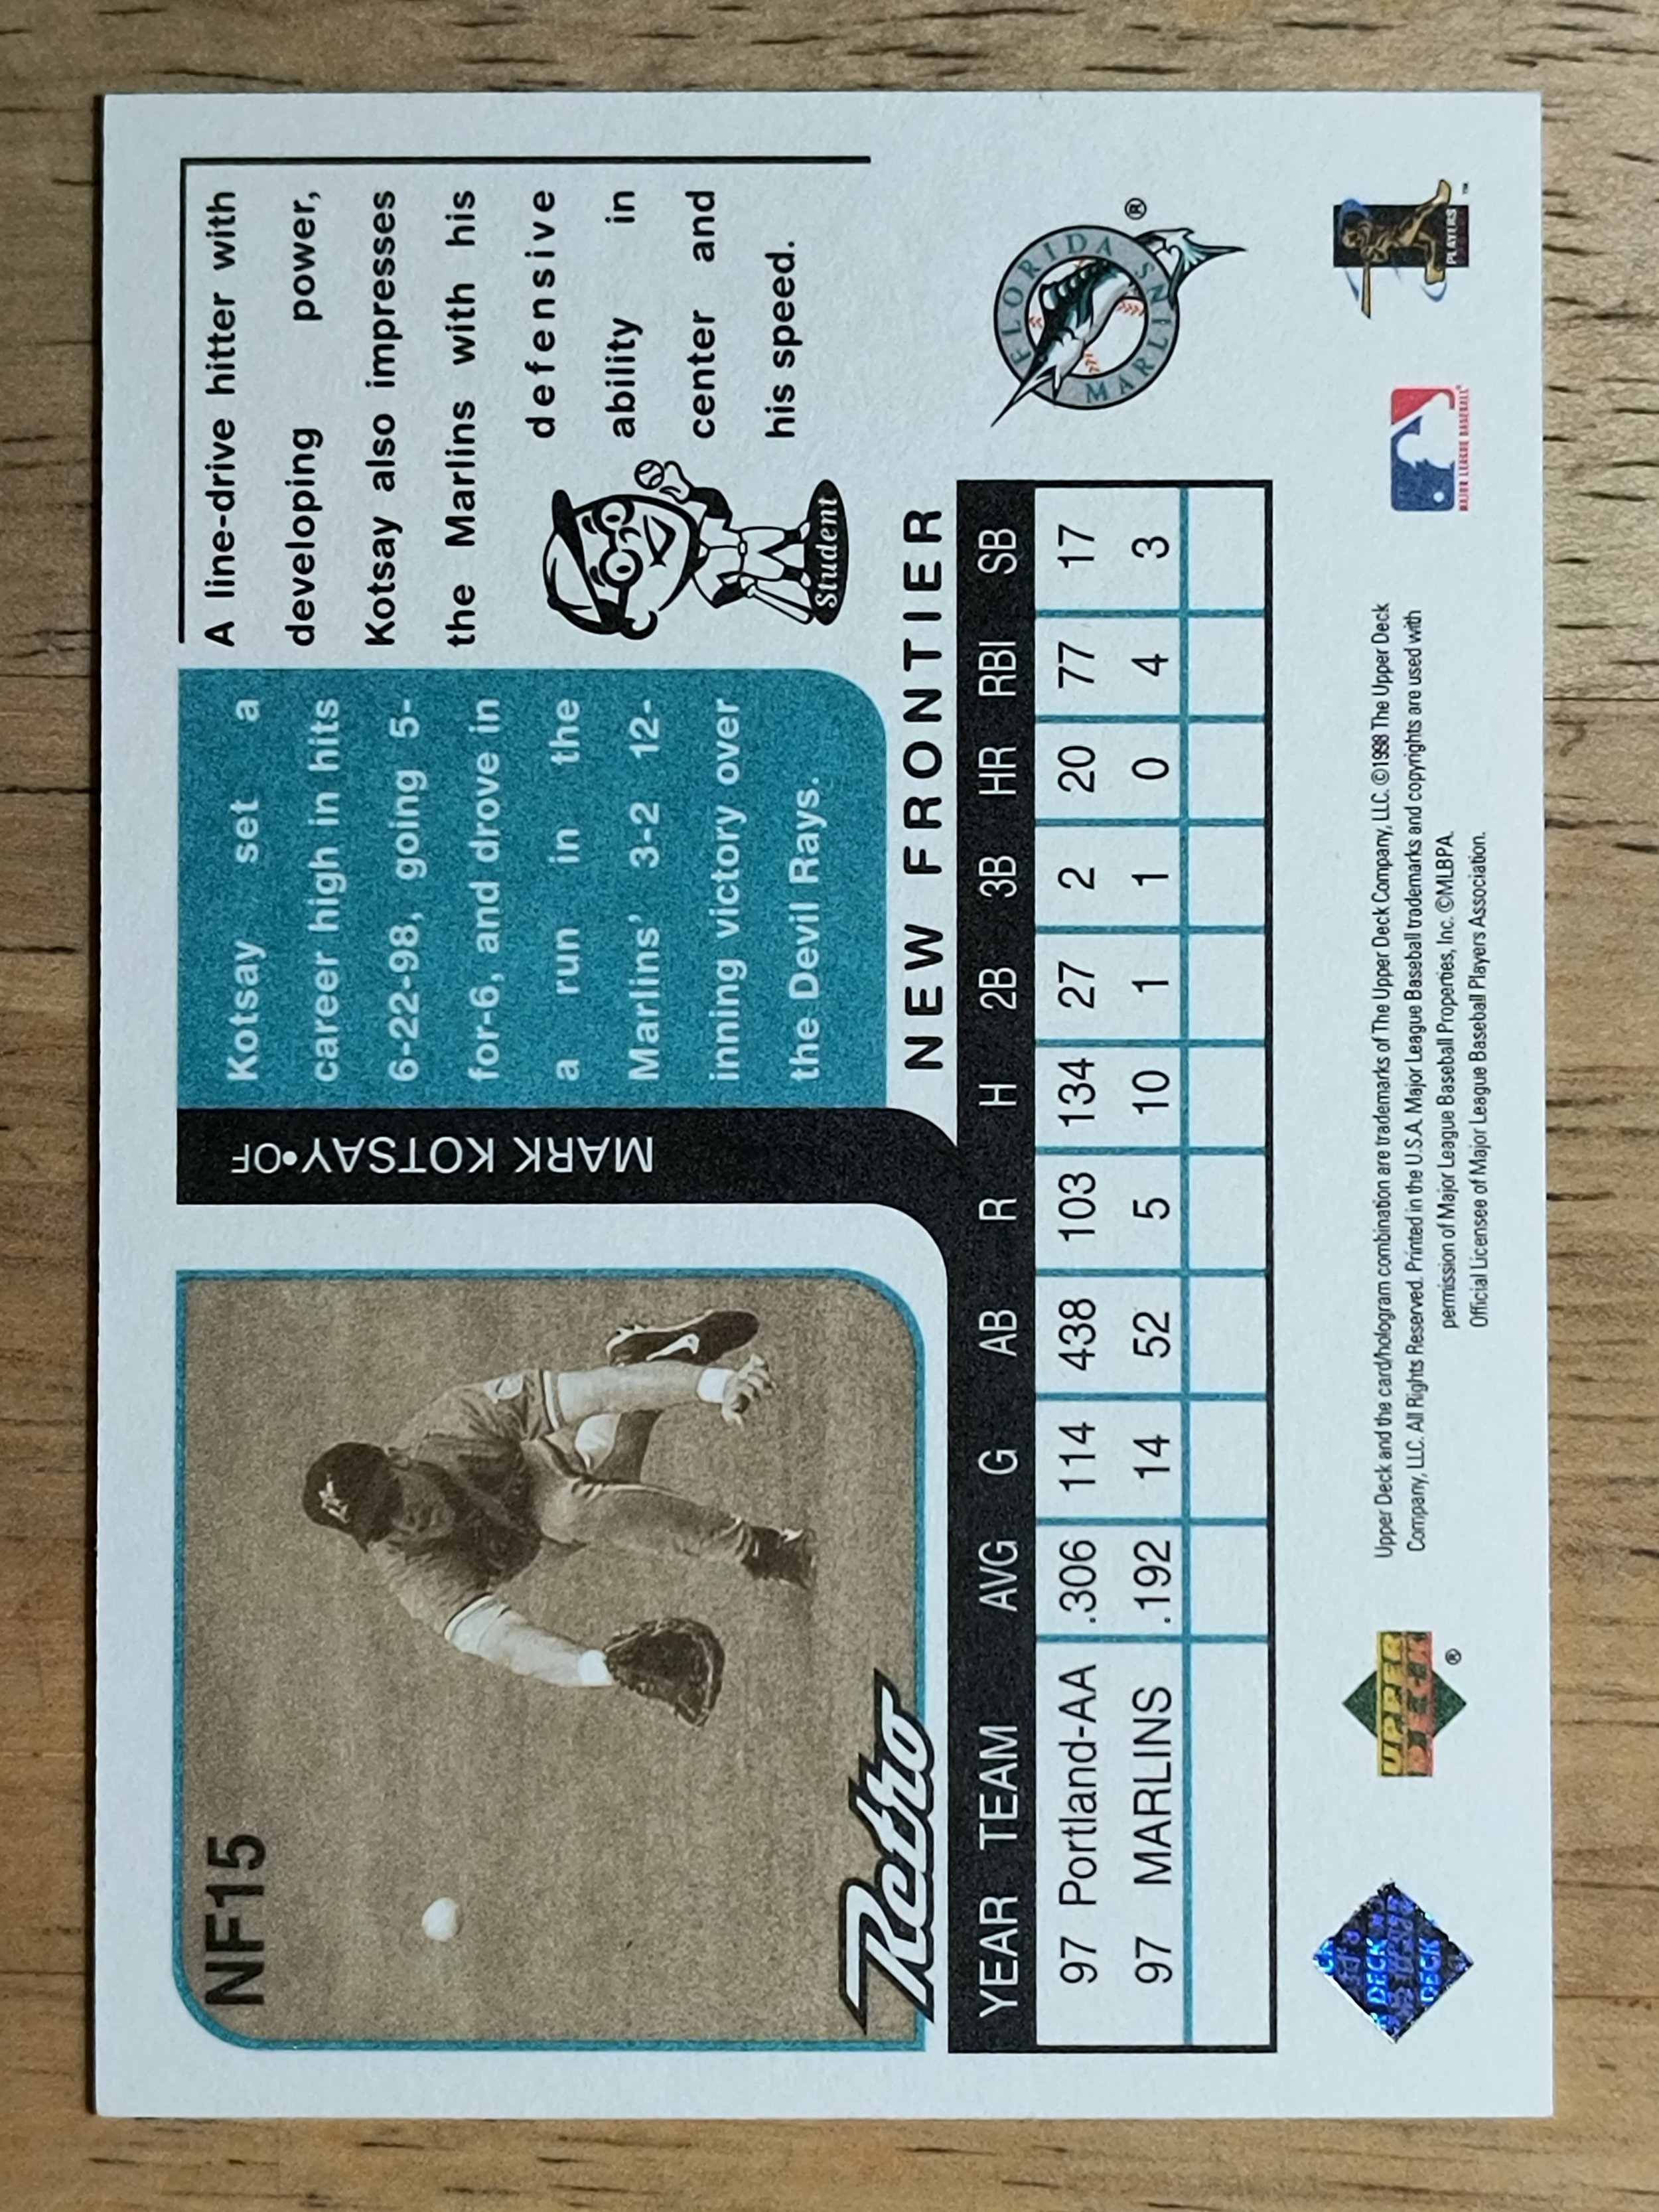 NF15
Retro
MARK KOTSAY•OF
Kotsay set a
career high in hits
6-22-98, going 5-
for-6, and drove in
a run in the
Marlins' 3-2 12-
inning victory over
the Devil Rays.
A line-drive hitter with
developing power,
Kotsay also impresses
the Marlins with his
defensive
ability in
center and
his speed.
Student
NEW FRONTIER
YEAR TEAM AVG G AB R H 2B 3B HR RBI SB
97 Portland-AA .306 114 438 103 134 27 2 20 77 17
97 MARLINS .192 14 52 5 10 1 1 0 4 3
FLORIDA MARLINS ®
UPPER DECK ®
DECK
DECK
Upper Deck and the card/hologram combination are trademarks of The Upper Deck Company, LLC. ©1998 The Upper Deck
Company, LLC. All Rights Reserved. Printed in the U.S.A. Major League Baseball trademarks and copyrights are used with
permission of Major League Baseball Properties, Inc. ©MLBPA
Official Licensee of Major League Baseball Players Association.
MAJOR LEAGUE BASEBALL
PLAYERS